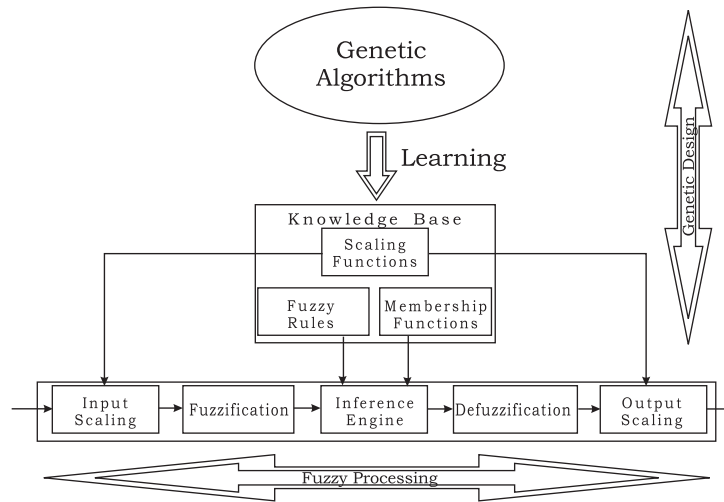 Genetic
Algorithms
Learning
Genetic Design
Knowledge Base
Scaling
Functions
Fuzzy
Rules
Membership
Functions
Input
Scaling
Fuzzification
Inference
Engine
Defuzzification
Output
Scaling
Fuzzy Processing